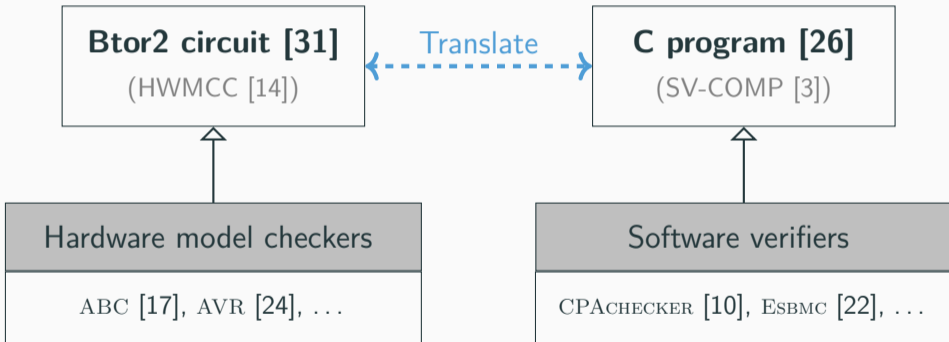 Btor2 circuit [31]
(HWMCC [14])
Translate
C program [26]
(SV-COMP [3])
Hardware model checkers
ABC [17], AVR [24], ...
Software verifiers
CPACHECKER [10], ESBMC [22], ...